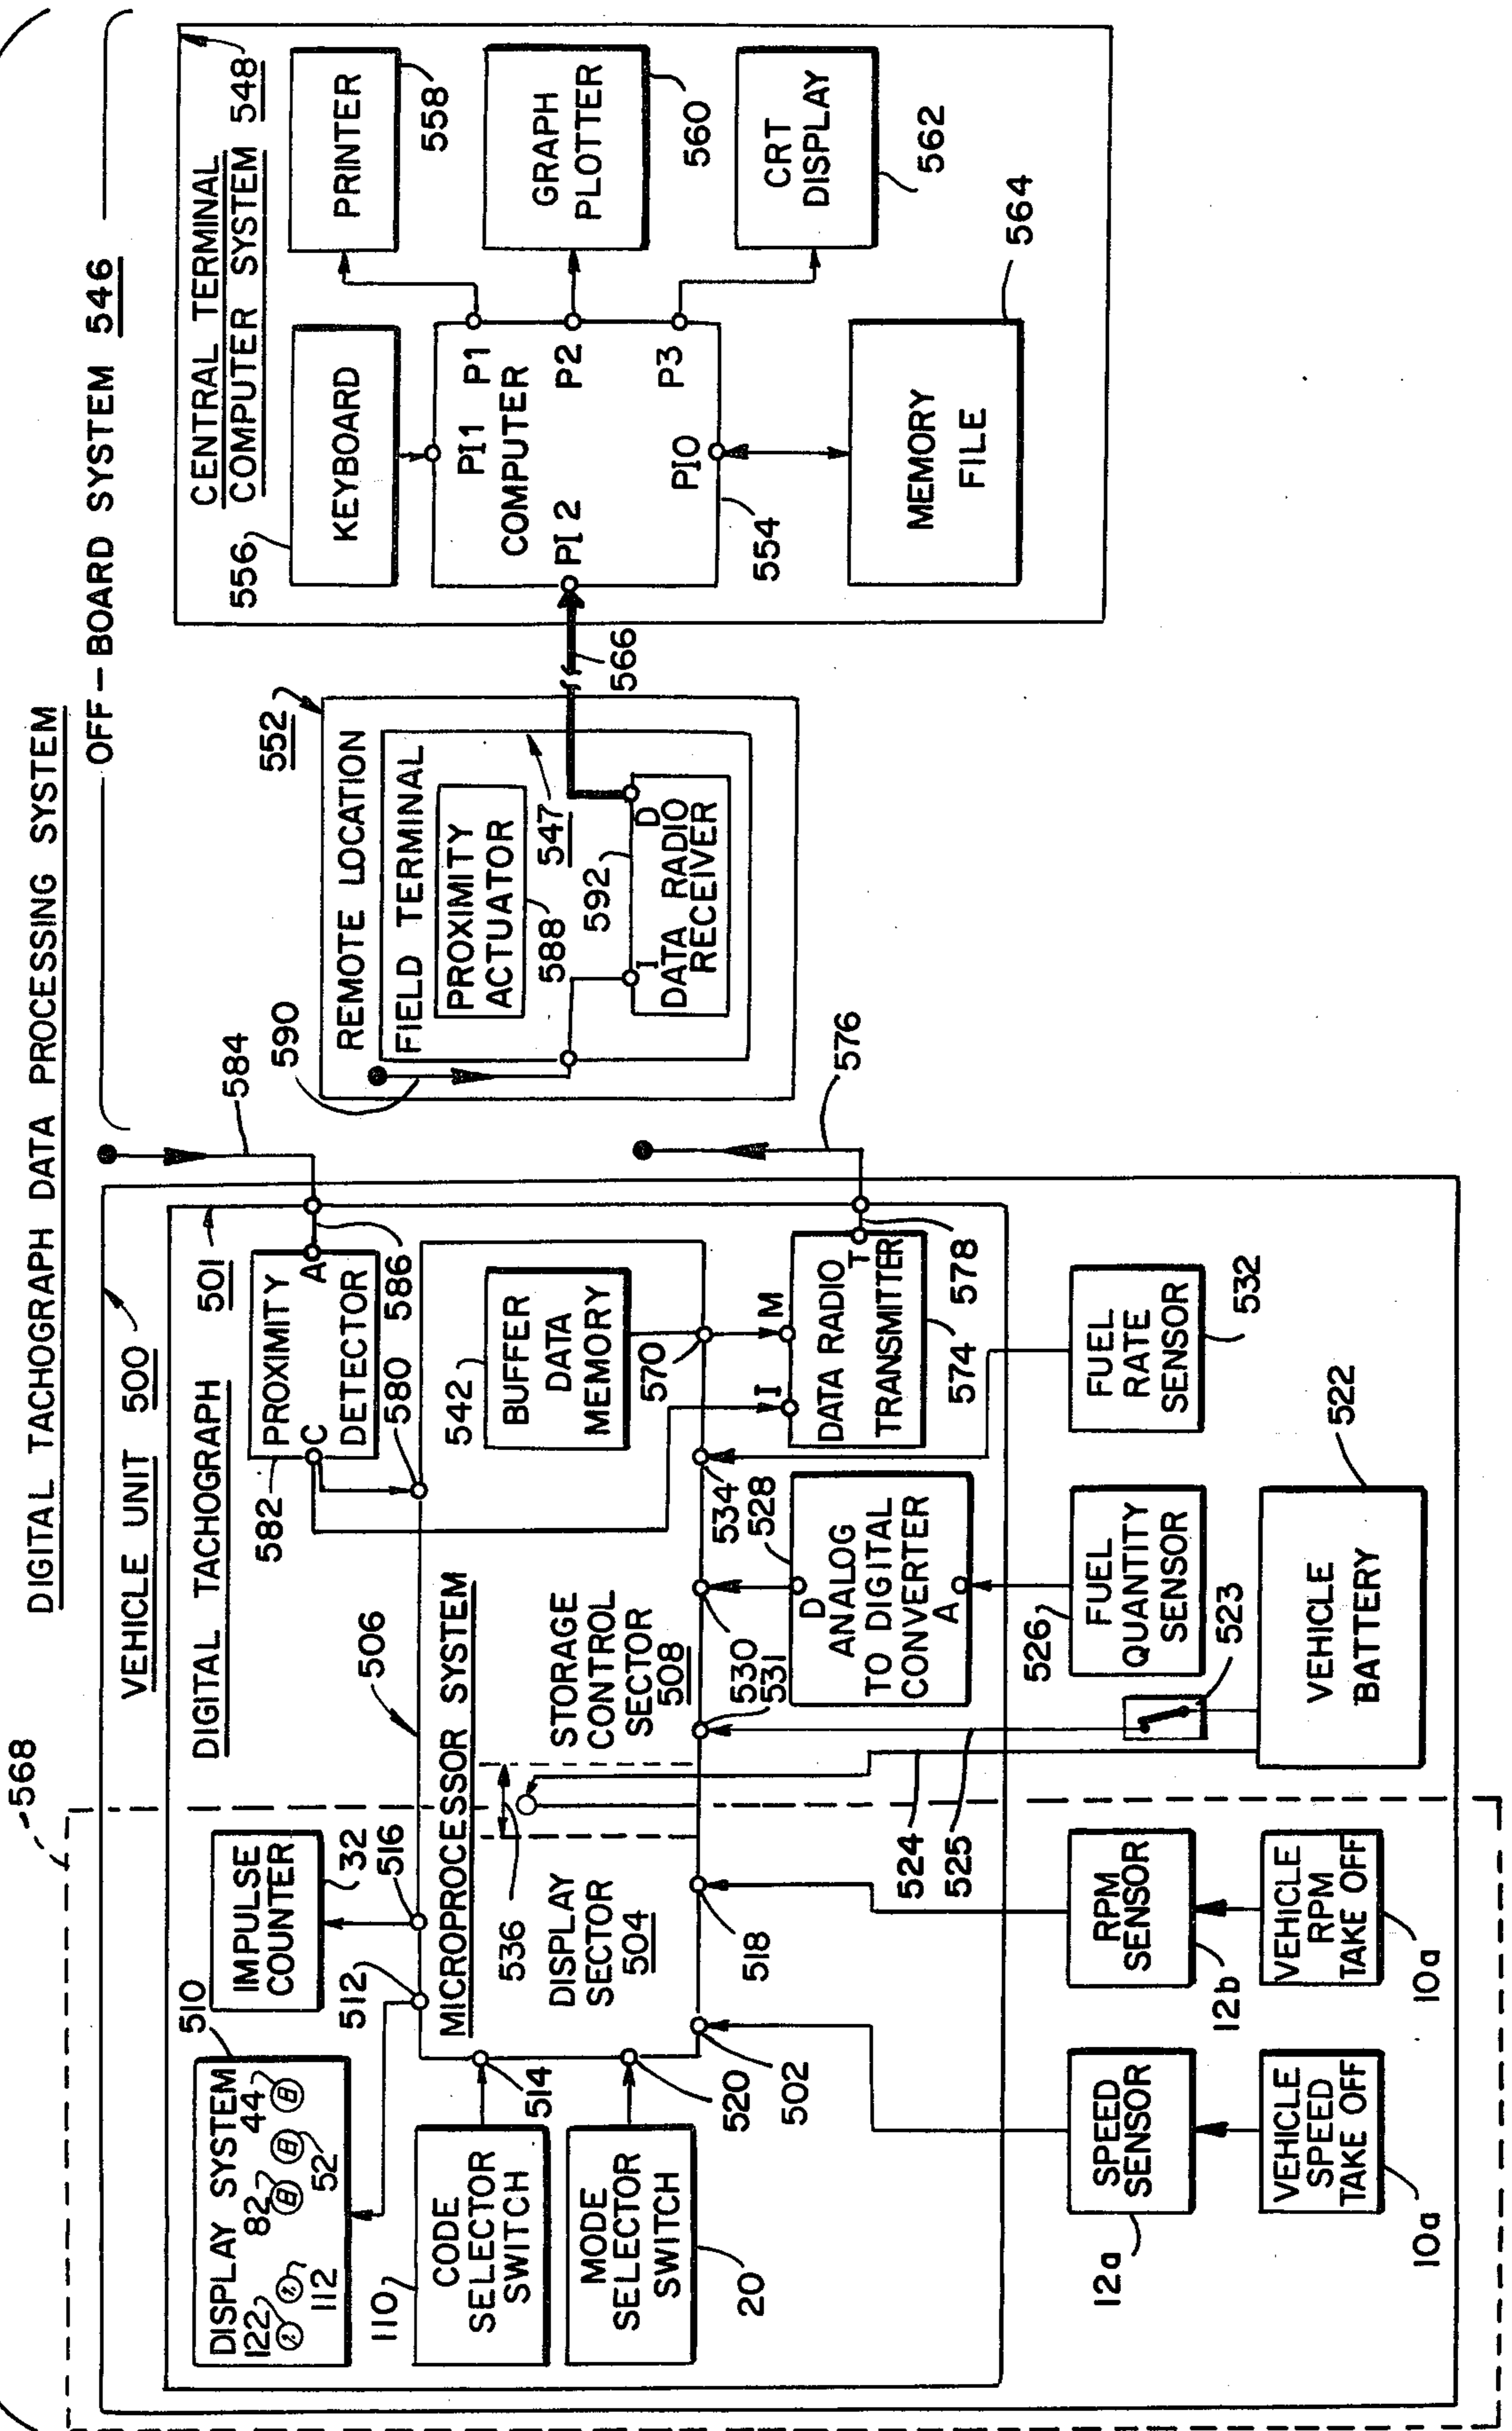 DIGITAL TACHOGRAPH DATA PROCESSING SYSTEM
OFF-BOARD SYSTEM 546
568
VEHICLE UNIT 500
DIGITAL TACHOGRAPH 501
584
DISPLAY SYSTEM
122
112
82
52
44
510
IMPULSE
COUNTER
32
512
516
506
PROXIMITY
DETECTOR
C
A
582
586
580
CODE
SELECTOR
SWITCH
110
514
MODE
SELECTOR
SWITCH
20
520
502
MICROPROCESSOR SYSTEM
536
DISPLAY
SECTOR
504
518
STORAGE
CONTROL
SECTOR
508
530
531
534
542
BUFFER
DATA
MEMORY
570
I
M
DATA RADIO
TRANSMITTER
T
574
578
576
528
D
ANALOG
TO DIGITAL
CONVERTER
A
524
525
12a
SPEED
SENSOR
VEHICLE
SPEED
TAKE OFF
10a
12b
RPM
SENSOR
VEHICLE
RPM
TAKE OFF
10a
526
FUEL
QUANTITY
SENSOR
523
VEHICLE
BATTERY
522
FUEL
RATE
SENSOR
532
552
REMOTE LOCATION
FIELD TERMINAL
590
PROXIMITY
ACTUATOR
588
547
592
I
D
DATA RADIO
RECEIVER
566
CENTRAL TERMINAL
COMPUTER SYSTEM 548
556
KEYBOARD
PRINTER
558
PI1
P1
COMPUTER
PI 2
P2
PIO
P3
554
GRAPH
PLOTTER
560
CRT
DISPLAY
562
MEMORY
FILE
564